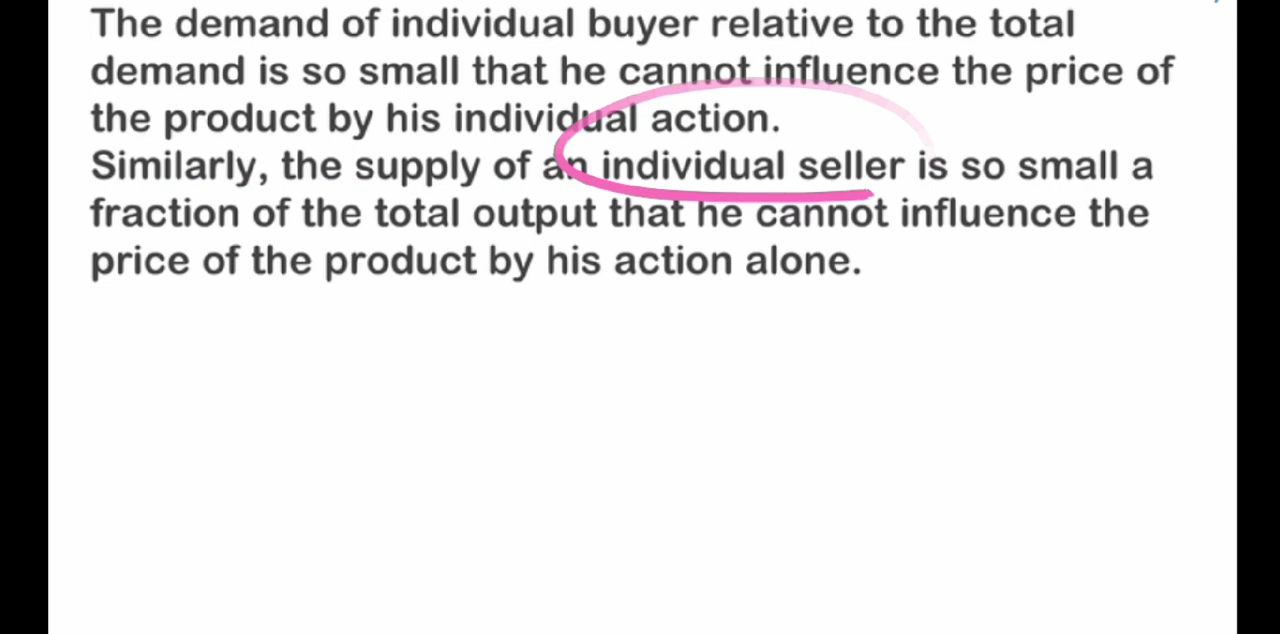 The demand of individual buyer relative to the total
demand is so small that he cannot influence the price of
the product by his individual action.
Similarly, the supply of an individual seller is so small a
fraction of the total output that he cannot influence the
price of the product by his action alone.